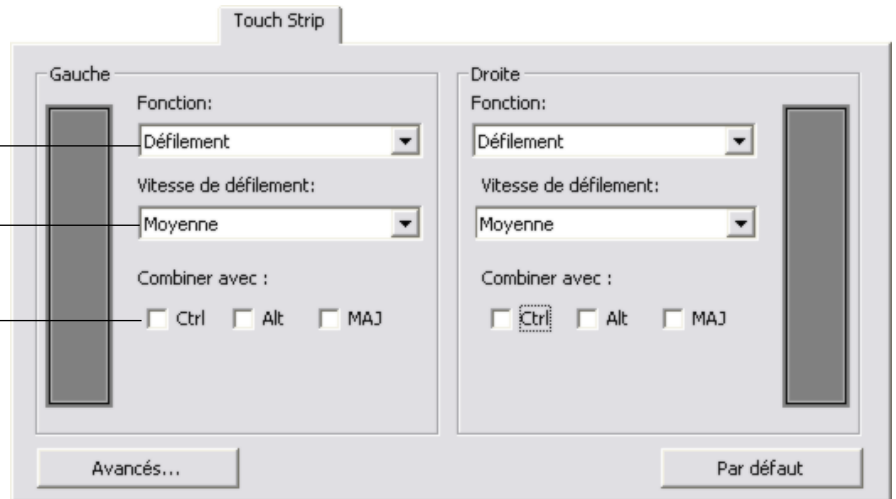 Touch Strip
Gauche
Fonction:
Défilement
Vitesse de défilement:
Moyenne
Combiner avec :
Ctrl Alt MAJ
Droite
Fonction:
Défilement
Vitesse de défilement:
Moyenne
Combiner avec :
Ctrl Alt MAJ
Avancés...
Par défaut